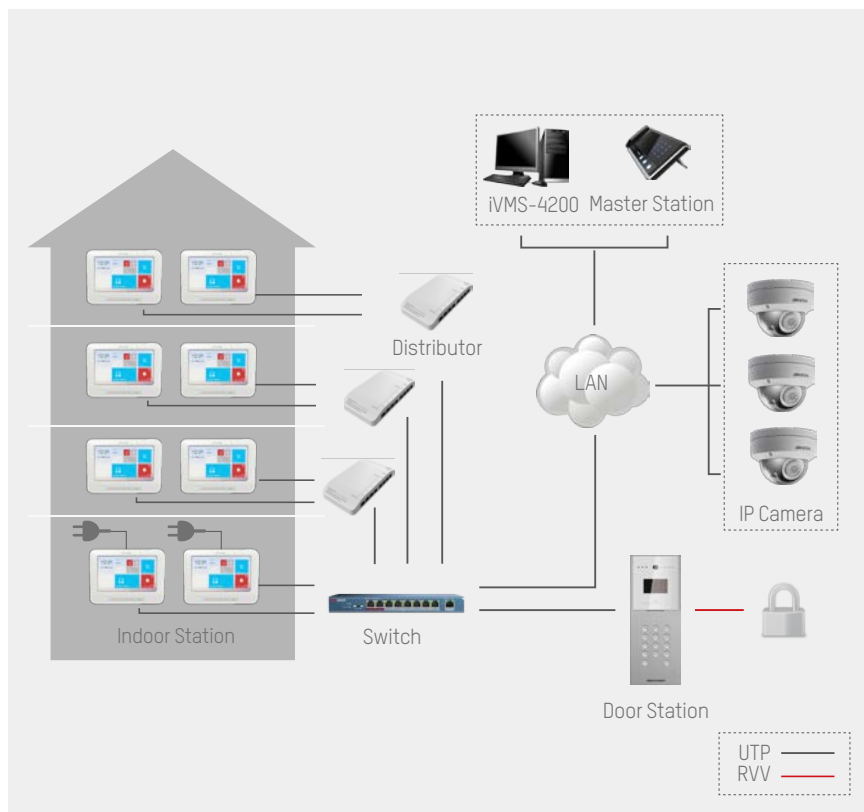 iVMS-4200 Master Station
Distributor
LAN
IP Camera
Indoor Station
Switch
Door Station
UTP
RVV